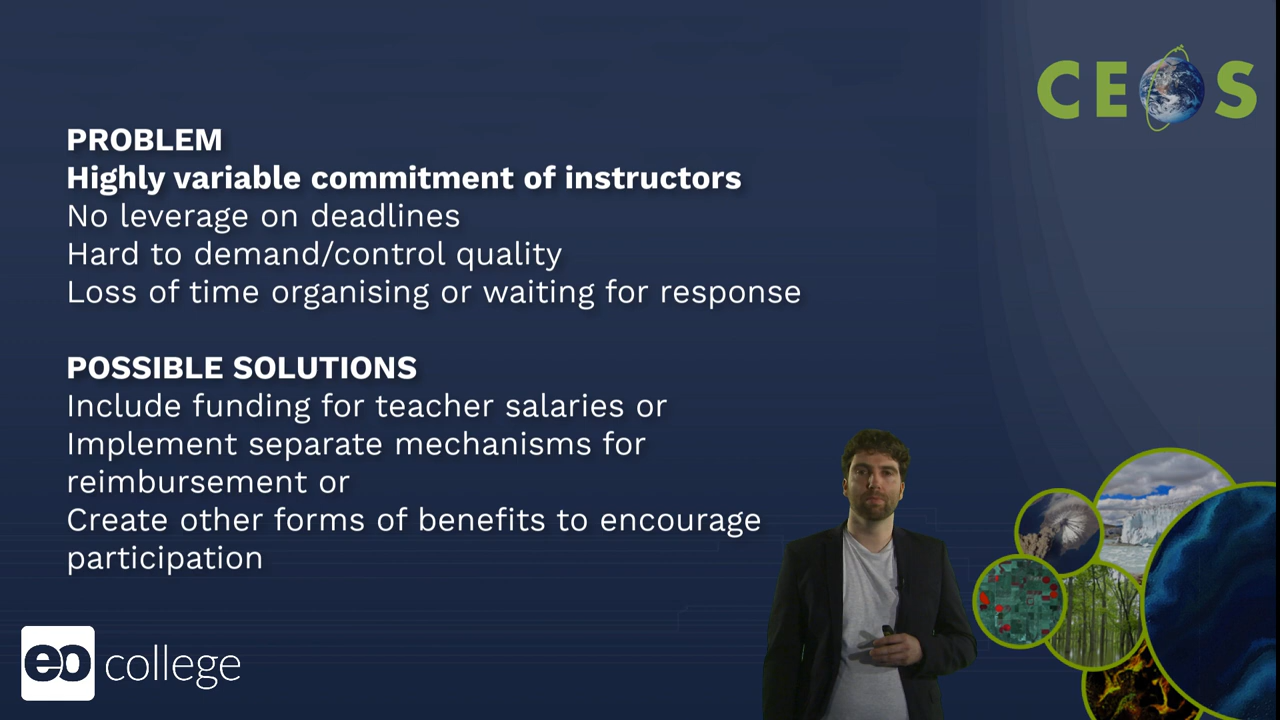 CEOS
PROBLEM
Highly variable commitment of instructors
No leverage on deadlines
Hard to demand/control quality
Loss of time organising or waiting for response
POSSIBLE SOLUTIONS
Include funding for teacher salaries or
Implement separate mechanisms for
reimbursement or
Create other forms of benefits to encourage
participation
eo college